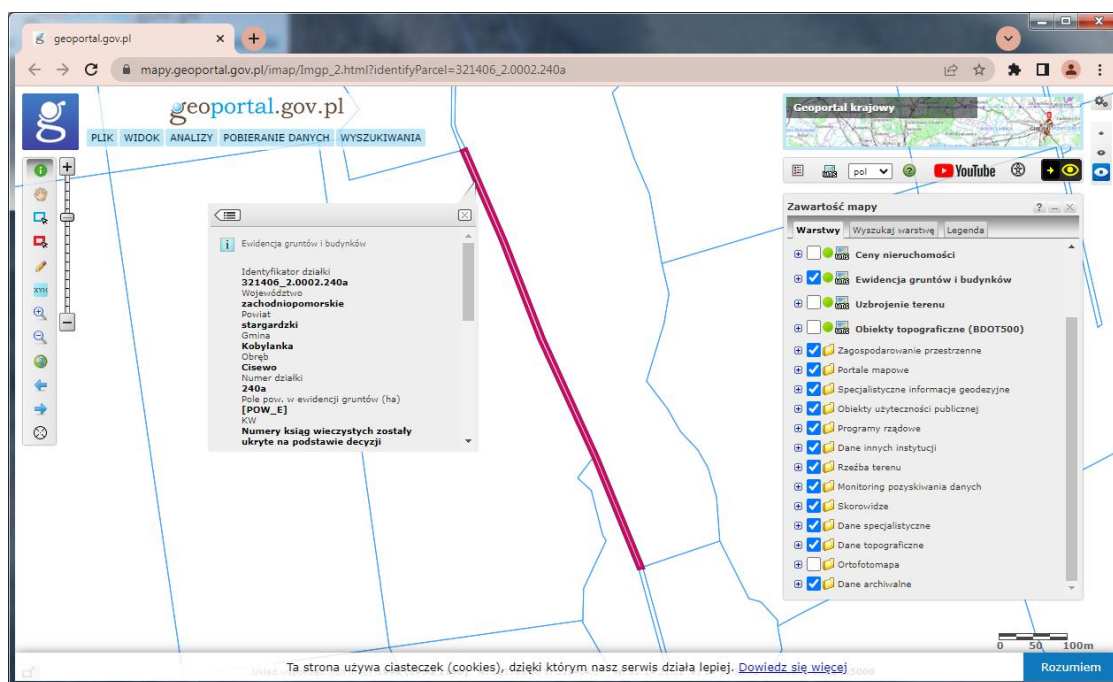 geoportal.gov.pl
mapy.geoportal.gov.pl/imap/Imgp_2.html?identifyParcel=321406_2.0002.240a
geoportal.gov.pl
PLIK WIDOK ANALIZY POBIERANIE DANYCH WYSZUKIWANIA
Geoportal krajowy
pol
YouTube
XYH
Ewidencja gruntów i budynków
Identyfikator działki
321406_2.0002.240a
Województwo
zachodniopomorskie
Powiat
stargardzki
Gmina
Kobylanka
Obręb
Cisewo
Numer działki
240a
Pole pow. w ewidencji gruntów (ha)
[POW_E]
KW
Numery ksiąg wieczystych zostały
ukryte na podstawie decyzji
Zawartość mapy
Warstwy Wyszukaj warstwę Legenda
Ceny nieruchomości
Ewidencja gruntów i budynków
Uzbrojenie terenu
Obiekty topograficzne (BDOT500)
Zagospodarowanie przestrzenne
Portale mapowe
Specjalistyczne informacje geodezyjne
Obiekty użyteczności publicznej
Programy rządowe
Dane innych instytucji
Rzeźba terenu
Monitoring pozyskiwania danych
Skorowidze
Dane specjalistyczne
Dane topograficzne
Ortofotomapa
Dane archiwalne
0 50 100m
Ta strona używa ciasteczek (cookies), dzięki którym nasz serwis działa lepiej. Dowiedz się więcej
Rozumiem